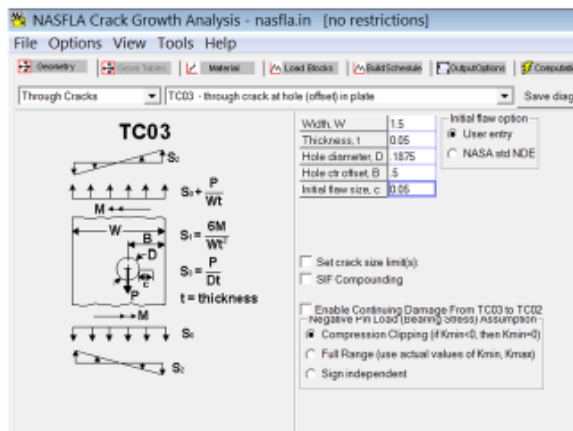 NASFLA Crack Growth Analysis - nasfla.in [no restrictions]
File Options View Tools Help
Geometry Geom Tables Material Load Blocks Build Schedule Output Options Computati
Through Cracks TC03 - through crack at hole (offset) in plate Save diag
TC03
S2
S0 + P/Wt
M
W
B
D
c
P
S1 = 6M/Wt²
S3 = P/Dt
t = thickness
M
S0
S2
Width, W 1.5
Thickness, t 0.05
Hole diameter, D .1875
Hole ctr offset, B .5
Initial flaw size, c 0.05
Initial flaw option
User entry
NASA std NDE
Set crack size limit(s):
SIF Compounding
Enable Continuing Damage From TC03 to TC02
Negative Pin Load (Bearing Stress) Assumption
Compression Clipping (if Kmin<0, then Kmin=0)
Full Range (use actual values of Kmin, Kmax)
Sign independent